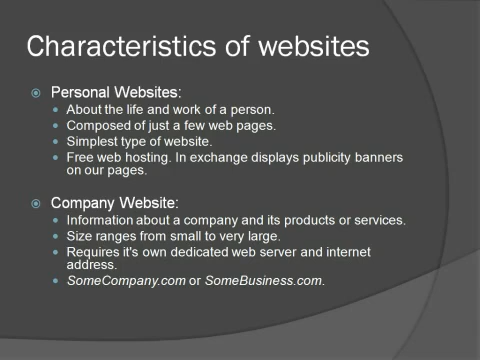 Characteristics of websites
Personal Websites:
About the life and work of a person.
Composed of just a few web pages.
Simplest type of website.
Free web hosting. In exchange displays publicity banners
on our pages.
Company Website:
Information about a company and its products or services.
Size ranges from small to very large.
Requires it's own dedicated web server and internet
address.
SomeCompany.com or SomeBusiness.com.